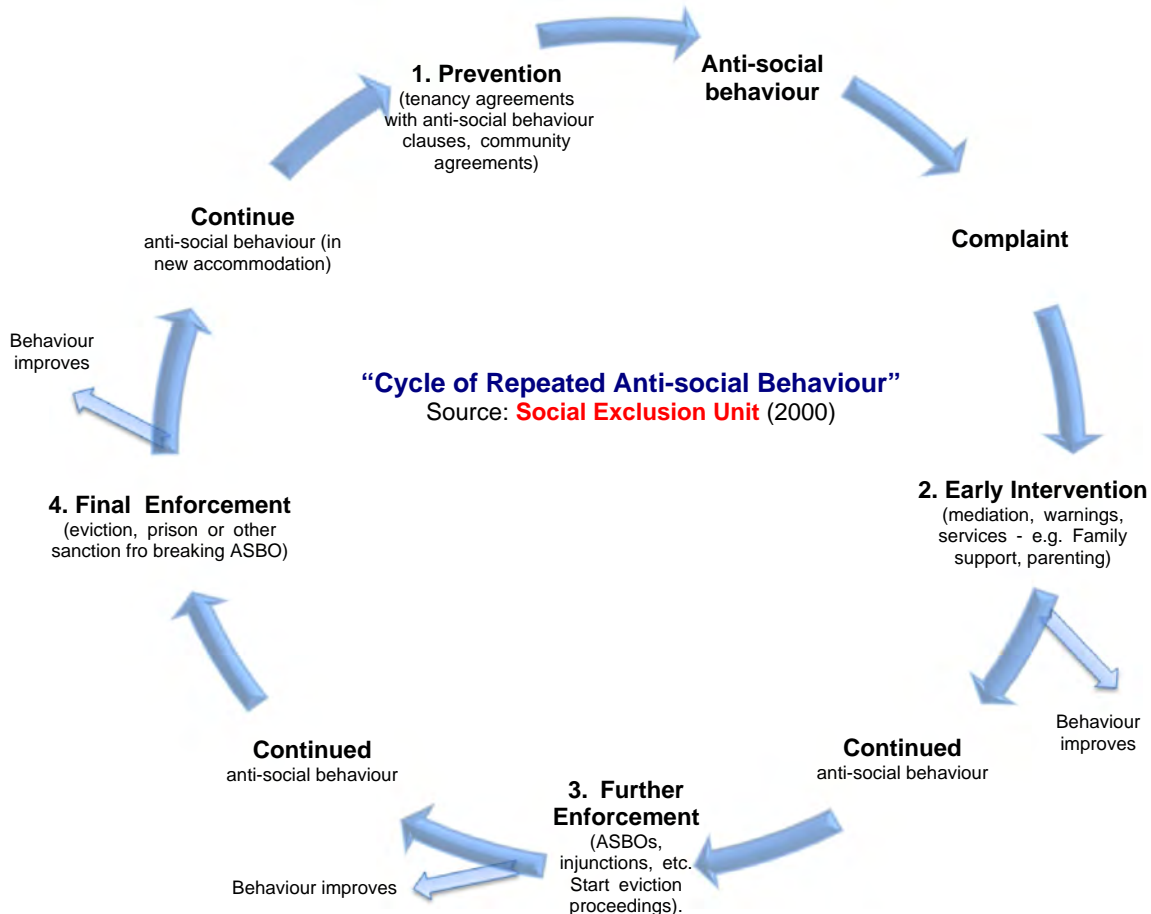 1. Prevention
(tenancy agreements
with anti-social behaviour
clauses, community
agreements)
Anti-social
behaviour
Complaint
2. Early Intervention
(mediation, warnings,
services - e.g. Family
support, parenting)
Behaviour
improves
Continued
anti-social behaviour
3. Further
Enforcement
(ASBOs,
injunctions, etc.
Start eviction
proceedings).
Behaviour improves
Continued
anti-social behaviour
4. Final Enforcement
(eviction, prison or other
sanction fro breaking ASBO)
Behaviour
improves
Continue
anti-social behaviour (in
new accommodation)
“Cycle of Repeated Anti-social Behaviour”
Source: Social Exclusion Unit (2000)